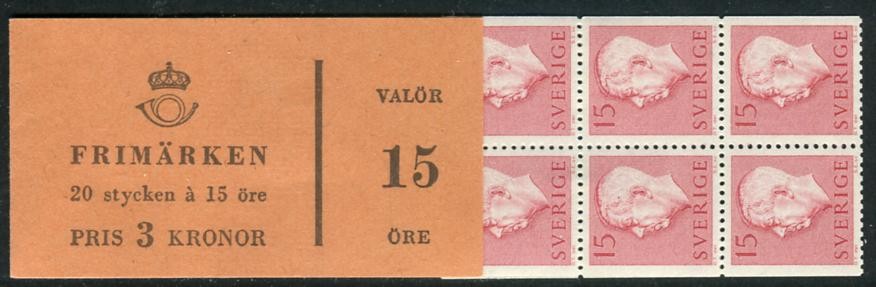 FRIMÄRKEN
20 stycken à 15 öre
PRIS 3 KRONOR
VALÖR
15
ÖRE
SVERIGE
15 SVERIGE
15 SVERIGE
SVERIGE
15 SVERIGE
15 SVERIGE